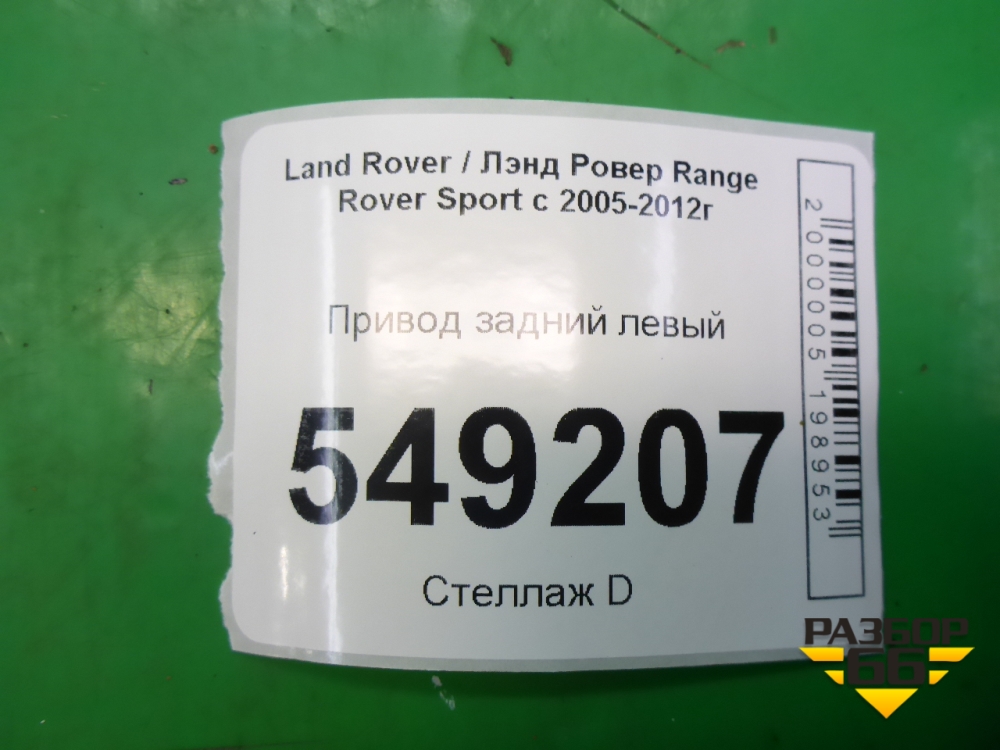 Land Rover / Лэнд Ровер Range
Rover Sport с 2005-2012г
Привод задний левый
549207
Стеллаж D
2000005198953
РАЗБОР
66